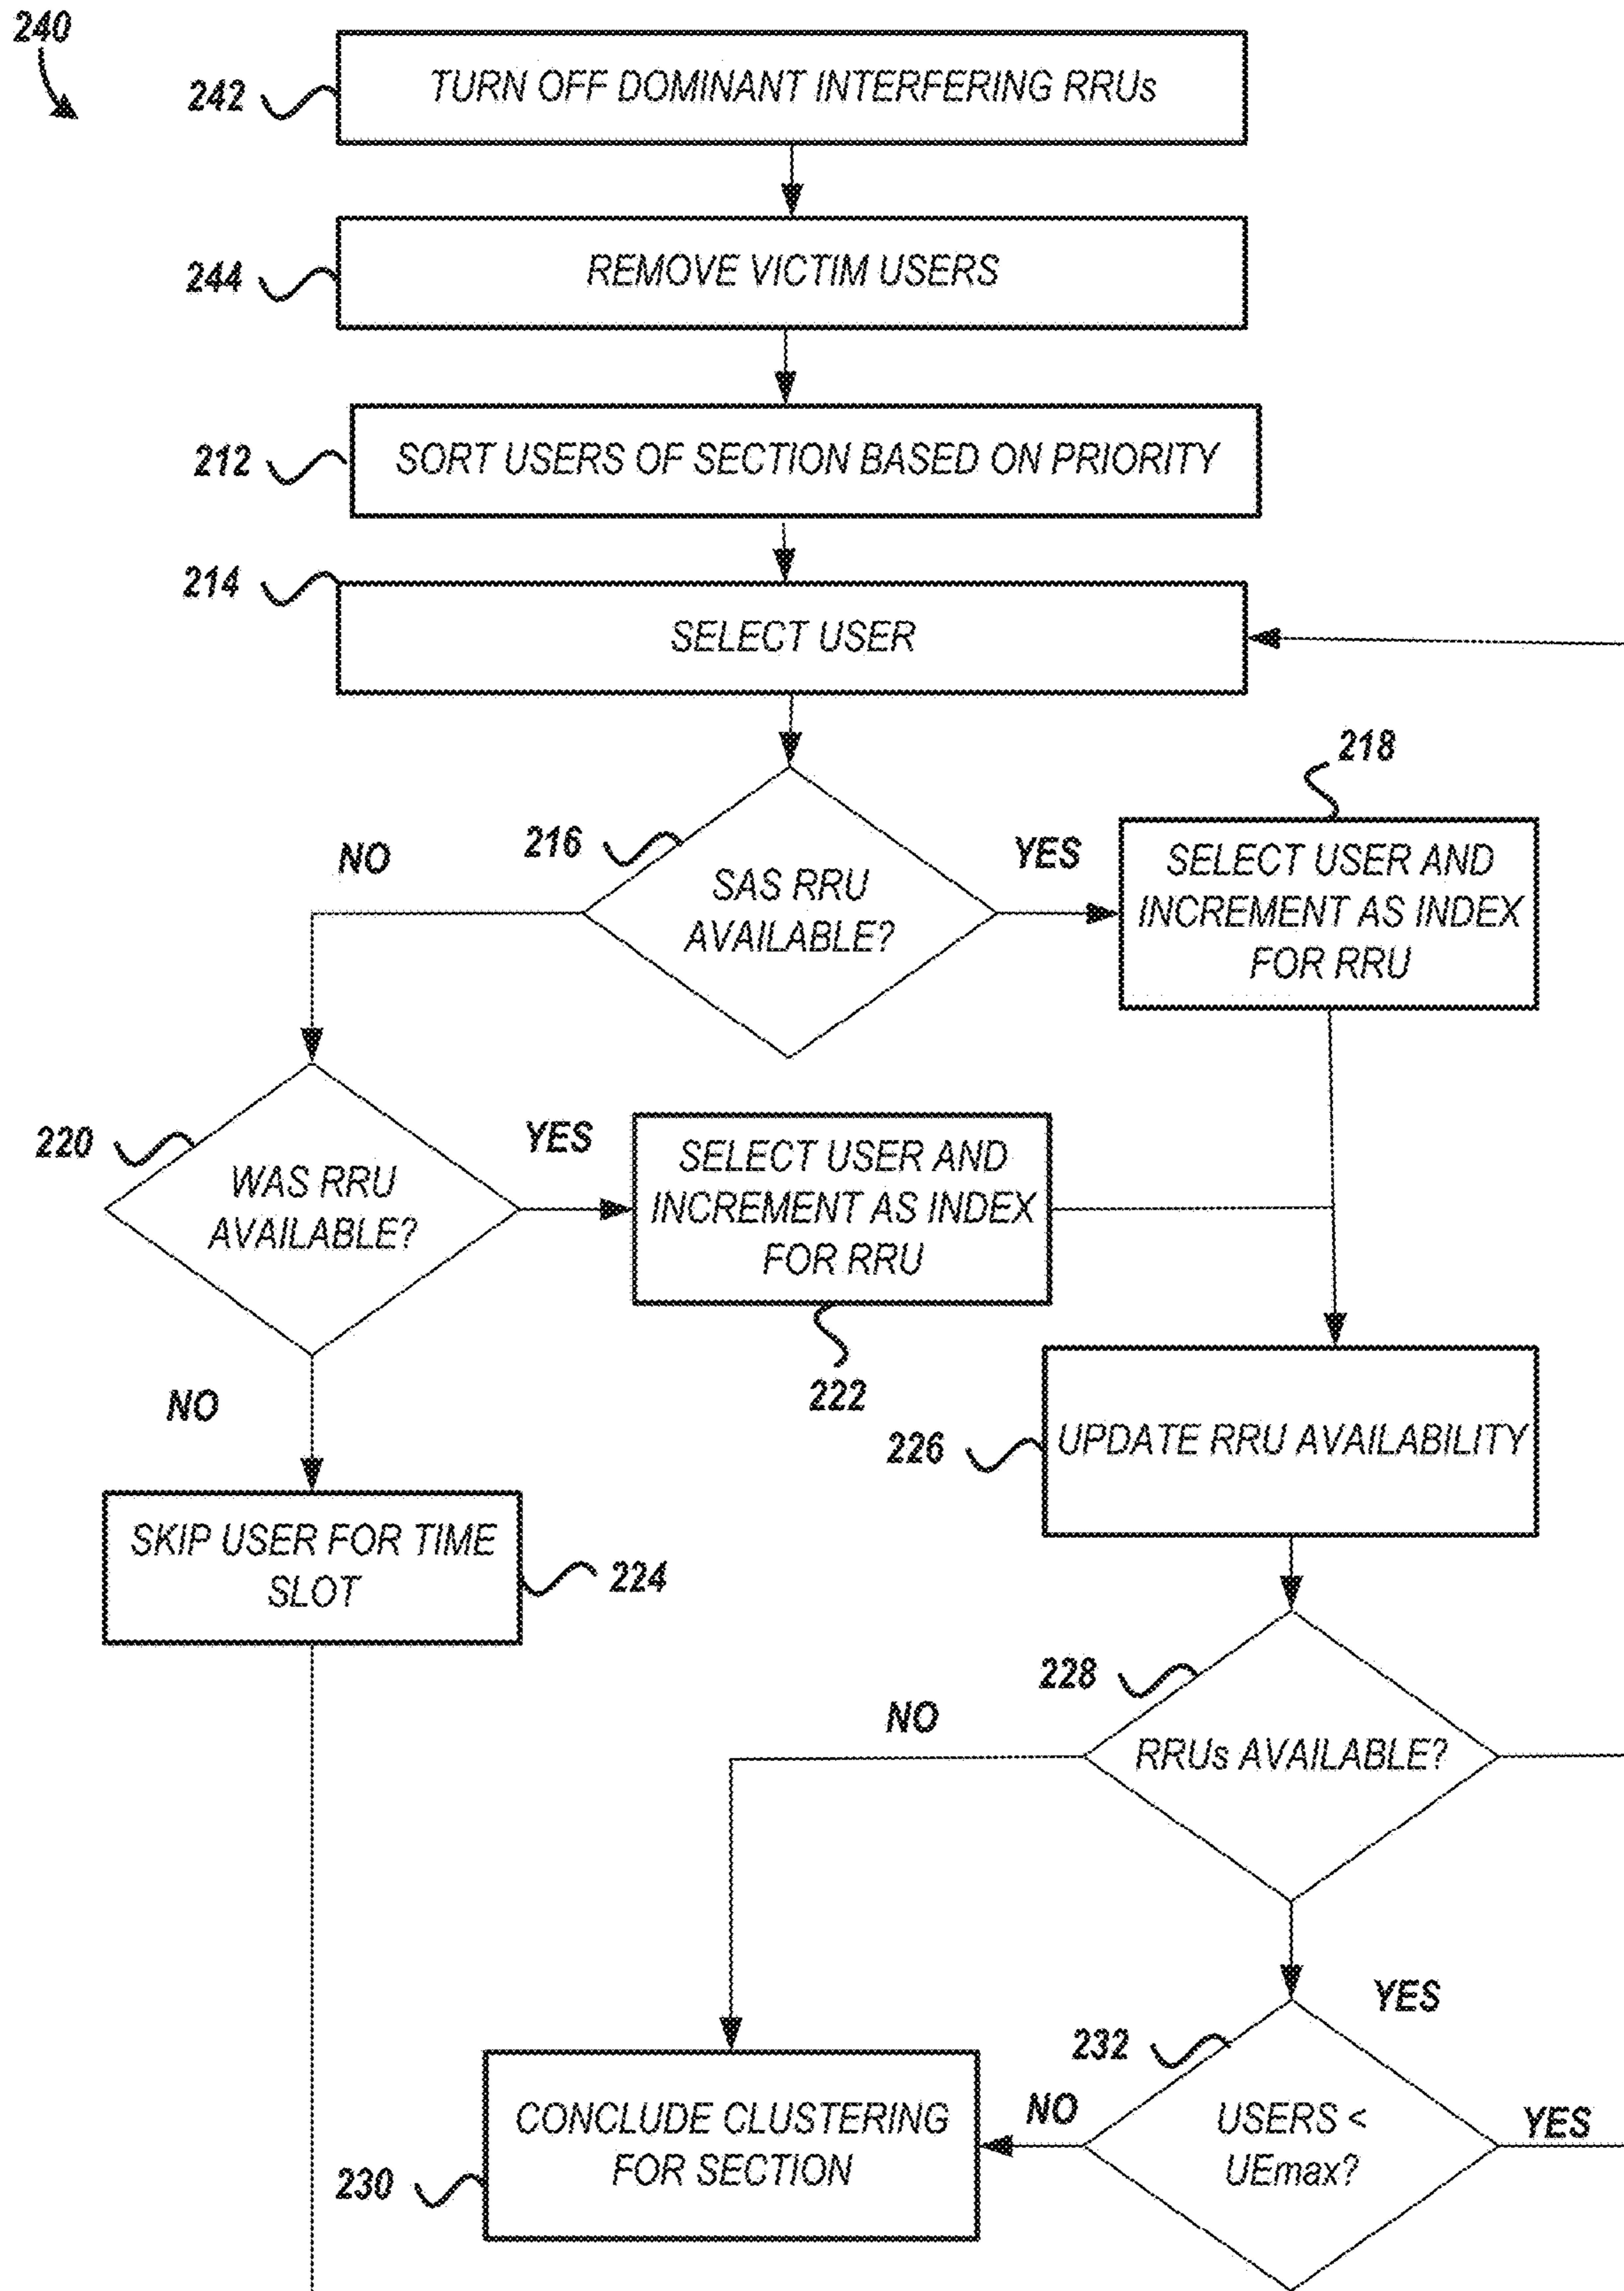 240
242
TURN OFF DOMINANT INTERFERING RRUs
244
REMOVE VICTIM USERS
212
SORT USERS OF SECTION BASED ON PRIORITY
214
SELECT USER
218
216
NO
YES
SAS RRU
AVAILABLE?
SELECT USER AND
INCREMENT AS INDEX
FOR RRU
220
YES
WAS RRU
AVAILABLE?
SELECT USER AND
INCREMENT AS INDEX
FOR RRU
222
NO
226
UPDATE RRU AVAILABILITY
SKIP USER FOR TIME
SLOT
224
228
NO
RRUs AVAILABLE?
YES
232
NO
USERS <
UEmax?
YES
CONCLUDE CLUSTERING
FOR SECTION
230